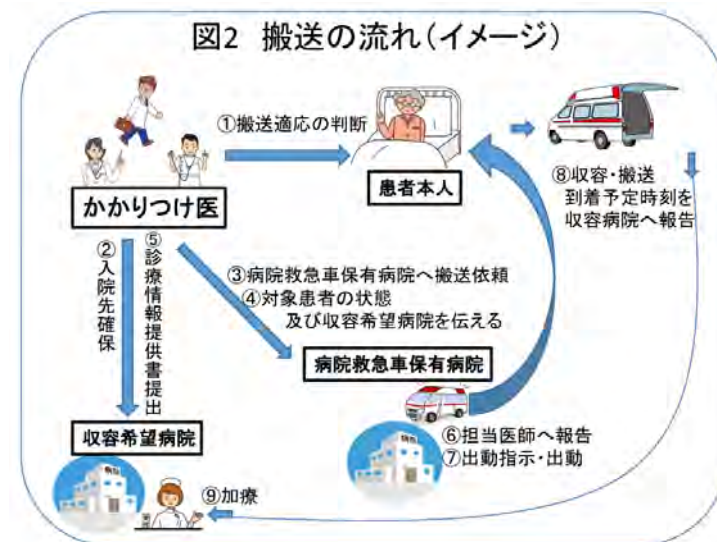 図2 搬送の流れ(イメージ)
①搬送適応の判断
患者本人
かかりつけ医
⑧収容・搬送
到着予定時刻を
収容病院へ報告
②入院先確保
⑤診療情報提供書提出
③病院救急車保有病院へ搬送依頼
④対象患者の状態
及び収容希望病院を伝える
病院救急車保有病院
⑥担当医師へ報告
⑦出動指示・出動
収容希望病院
⑨加療